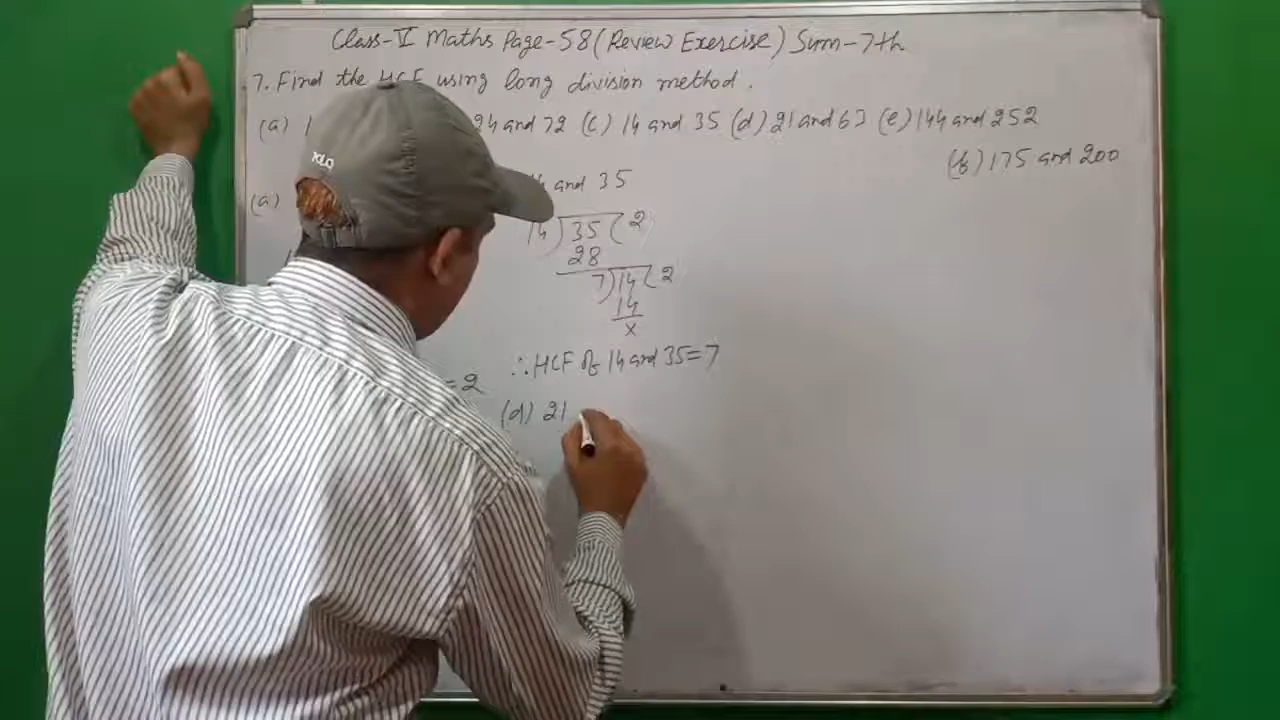 Class-V Maths Page-58 (Review Exercise) Sum-7th
7. Find the HCF using long division method.
(a) 24 and 72 (c) 14 and 35 (d) 21 and 63 (e) 144 and 252
(f) 175 and 200
(a)
and 35
14) 35 (2
28
7) 14 (2
14
x
∴ HCF of 14 and 35 = 7
= 2
(d) 21